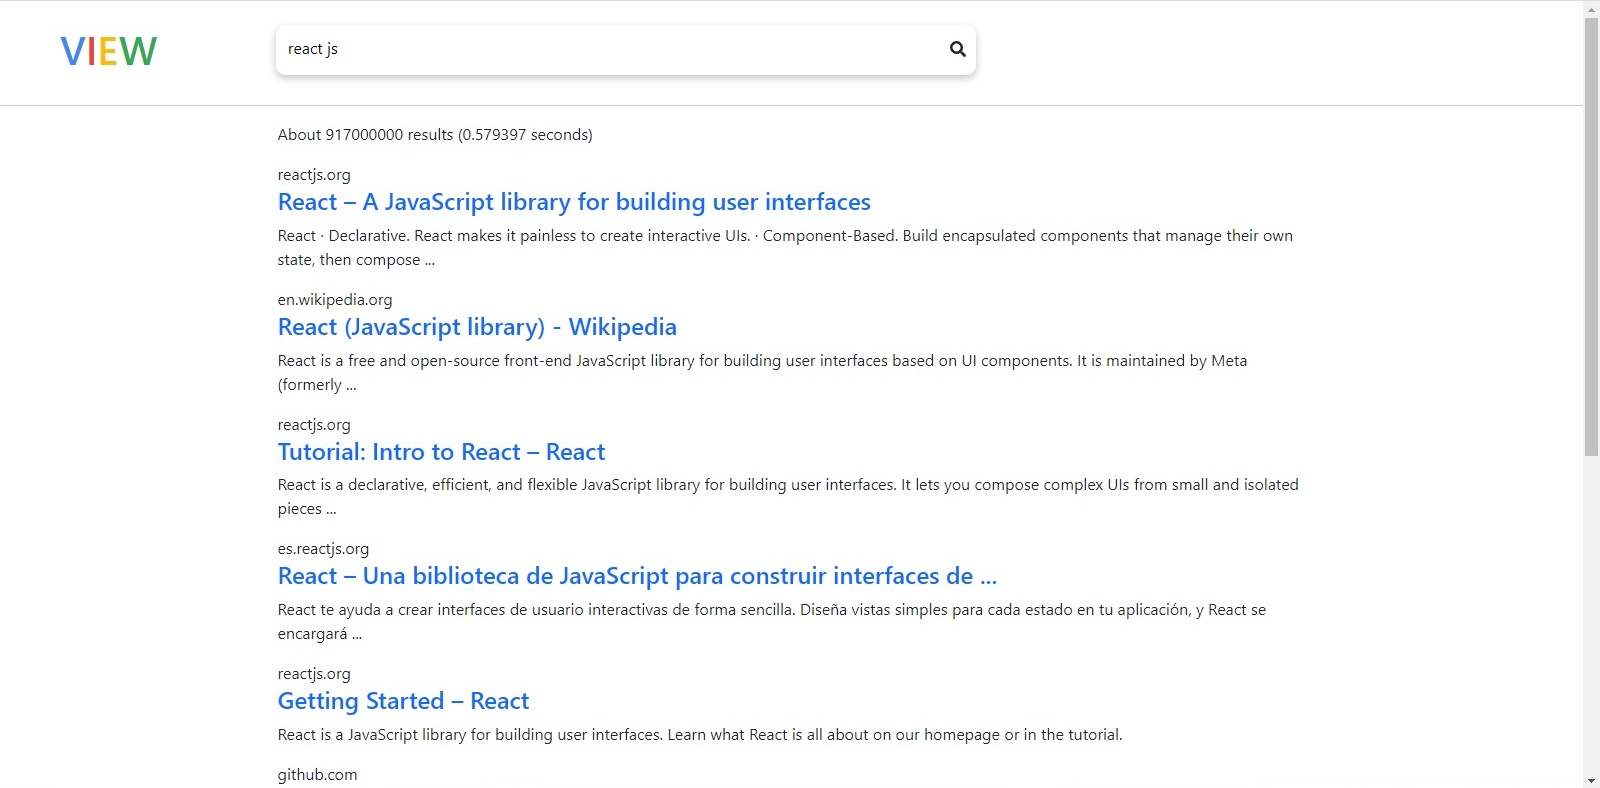 VIEW
react js
About 917000000 results (0.579397 seconds)
reactjs.org
React – A JavaScript library for building user interfaces
React · Declarative. React makes it painless to create interactive UIs. · Component-Based. Build encapsulated components that manage their own
state, then compose ...
en.wikipedia.org
React (JavaScript library) - Wikipedia
React is a free and open-source front-end JavaScript library for building user interfaces based on UI components. It is maintained by Meta
(formerly ...
reactjs.org
Tutorial: Intro to React – React
React is a declarative, efficient, and flexible JavaScript library for building user interfaces. It lets you compose complex UIs from small and isolated
pieces ...
es.reactjs.org
React – Una biblioteca de JavaScript para construir interfaces de ...
React te ayuda a crear interfaces de usuario interactivas de forma sencilla. Diseña vistas simples para cada estado en tu aplicación, y React se
encargará ...
reactjs.org
Getting Started – React
React is a JavaScript library for building user interfaces. Learn what React is all about on our homepage or in the tutorial.
github.com